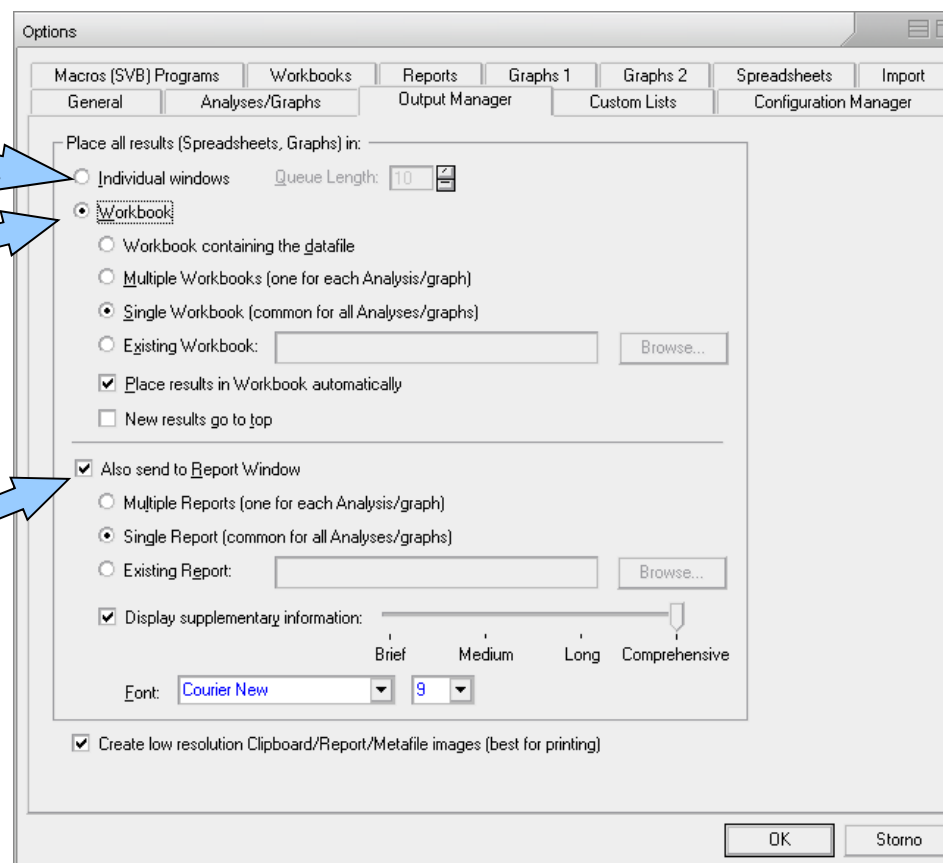 Options
Macros (SVB) Programs Workbooks Reports Graphs 1 Graphs 2 Spreadsheets Import
General Analyses/Graphs Output Manager Custom Lists Configuration Manager
Place all results (Spreadsheets, Graphs) in:
Individual windows Queue Length: 10
Workbook
Workbook containing the datafile
Multiple Workbooks (one for each Analysis/graph)
Single Workbook (common for all Analyses/graphs)
Existing Workbook: Browse...
Place results in Workbook automatically
New results go to top
Also send to Report Window
Multiple Reports (one for each Analysis/graph)
Single Report (common for all Analyses/graphs)
Existing Report: Browse...
Display supplementary information:
Brief Medium Long Comprehensive
Font: Courier New 9
Create low resolution Clipboard/Report/Metafile images (best for printing)
OK Storno